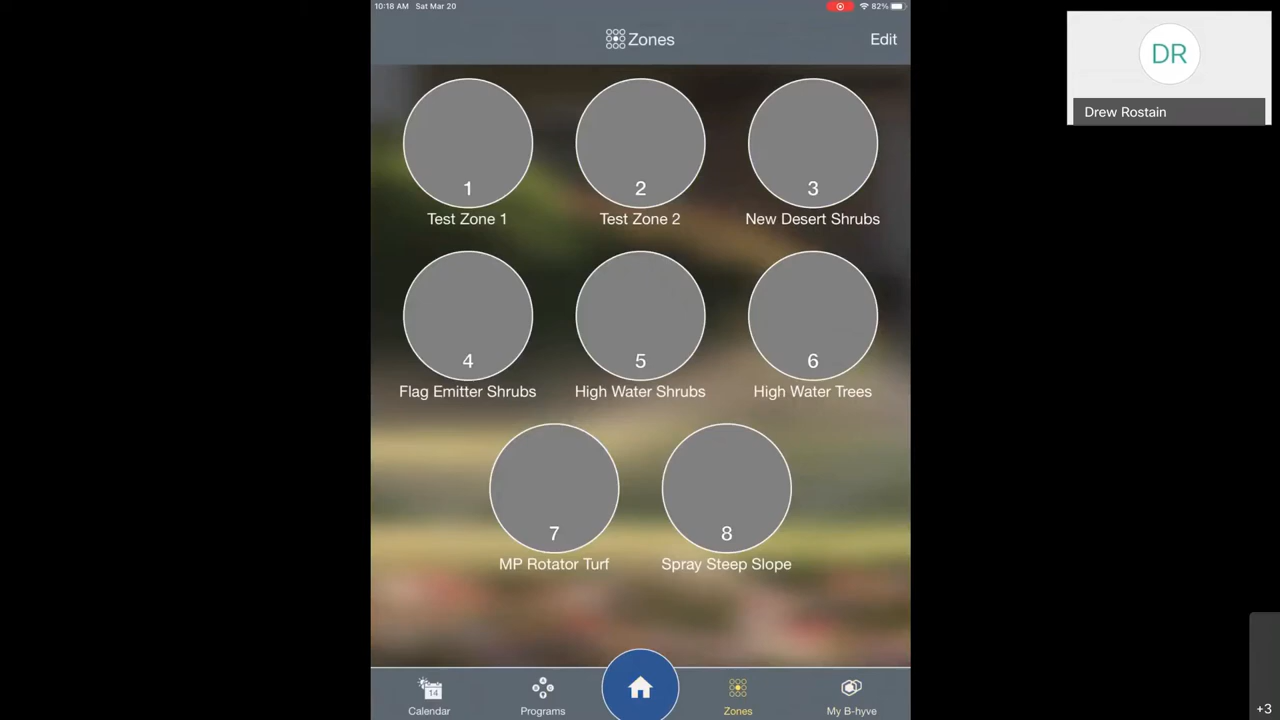 10:18 AM Sat Mar 20
82%
Zones
Edit
DR
Drew Rostain
1
2
3
Test Zone 1
Test Zone 2
New Desert Shrubs
4
5
6
Flag Emitter Shrubs
High Water Shrubs
High Water Trees
7
8
MP Rotator Turf
Spray Steep Slope
14
A
B
C
Calendar
Programs
Zones
My B-hyve
+3